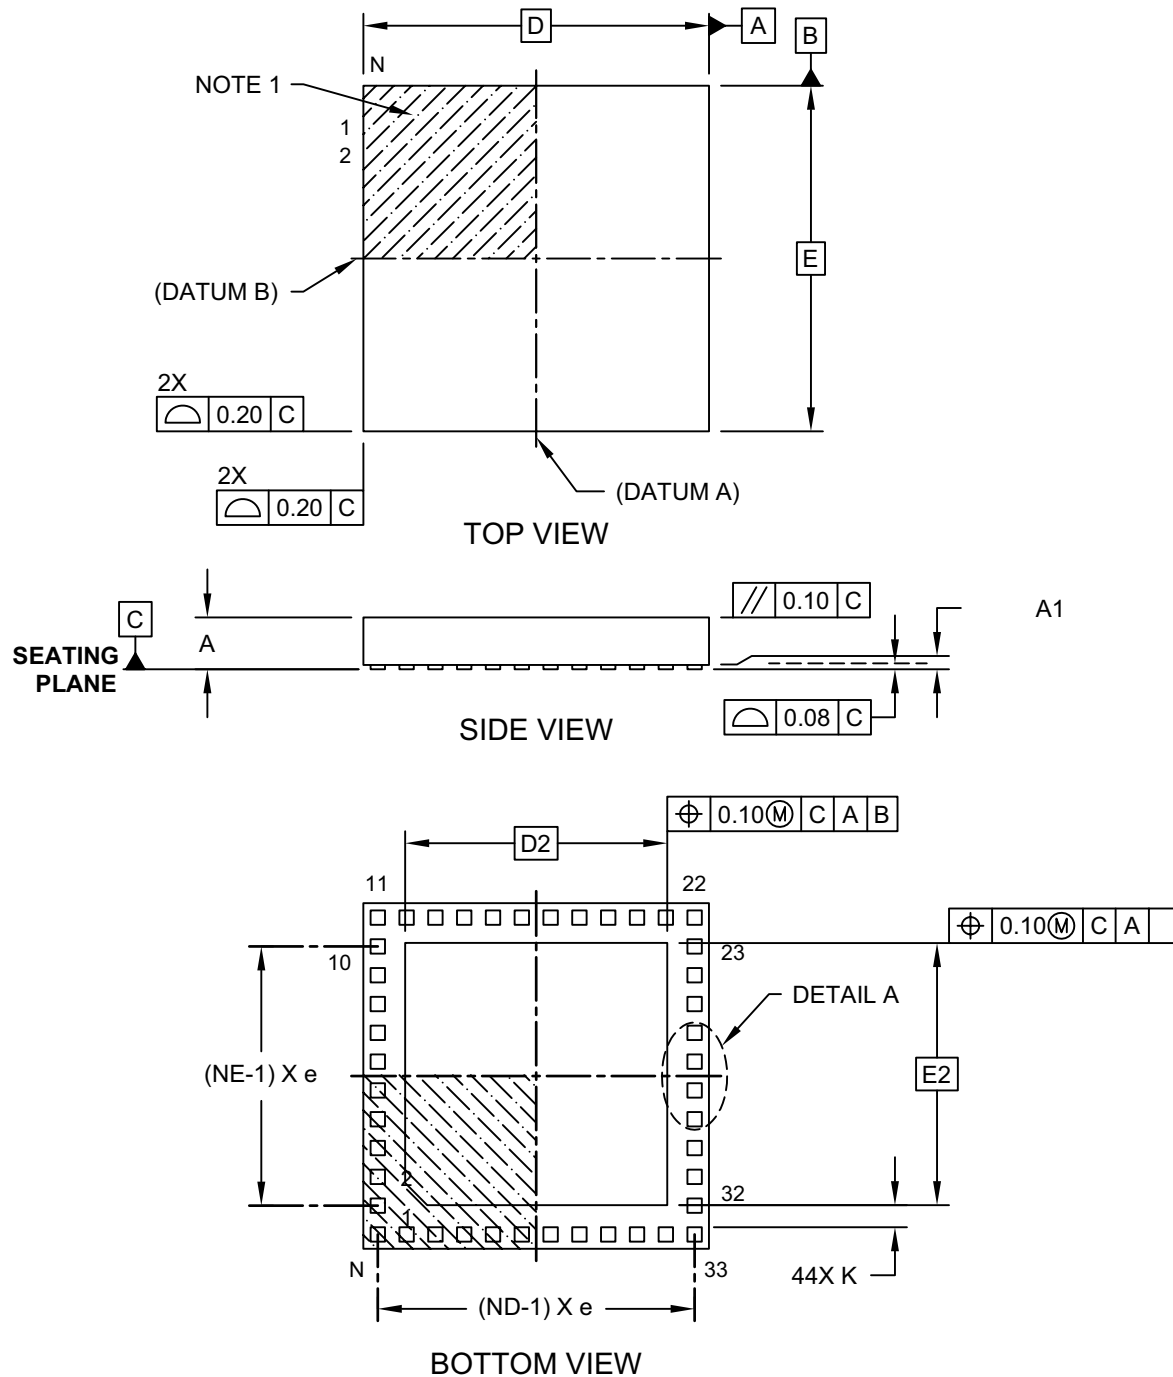 D
A
B
N
NOTE 1
1
2
E
(DATUM B)
2X
0.20 C
2X
0.20 C
(DATUM A)
TOP VIEW
// 0.10 C
A1
C
A
SEATING
PLANE
0.08 C
SIDE VIEW
0.10 Ⓜ C A B
D2
11
22
0.10 Ⓜ C A
10
23
DETAIL A
(NE-1) X e
E2
2
32
1
N
33
44X K
(ND-1) X e
BOTTOM VIEW